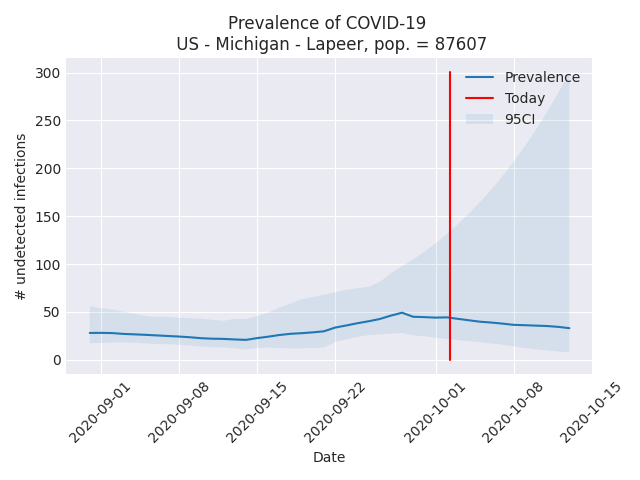 Prevalence of COVID-19
US - Michigan - Lapeer, pop. = 87607
300
250
200
150
100
50
0
# undetected infections
Prevalence
Today
95CI
2020-09-01
2020-09-08
2020-09-15
2020-09-22
2020-10-01
2020-10-08
2020-10-15
Date